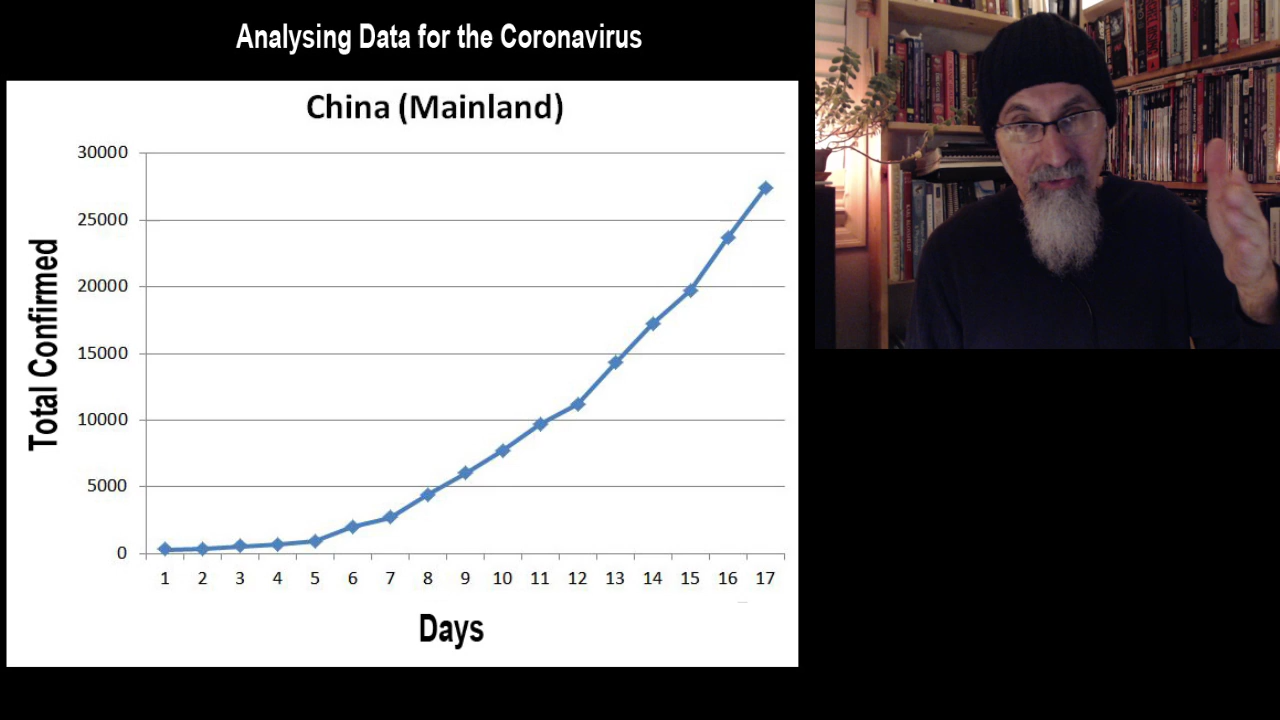 Analysing Data for the Coronavirus
China (Mainland)
Total Confirmed
30000
25000
20000
15000
10000
5000
0
1 2 3 4 5 6 7 8 9 10 11 12 13 14 15 16 17
Days